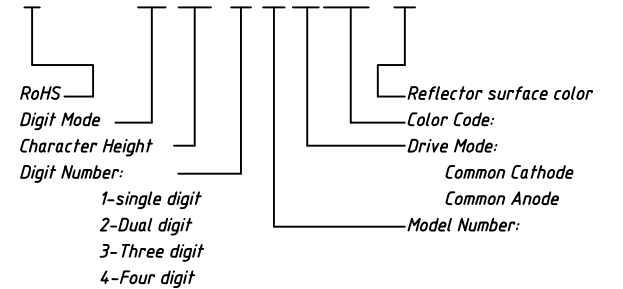 RoHS
Digit Mode
Character Height
Digit Number:
1-single digit
2-Dual digit
3-Three digit
4-Four digit
Reflector surface color
Color Code:
Drive Mode:
Common Cathode
Common Anode
Model Number: